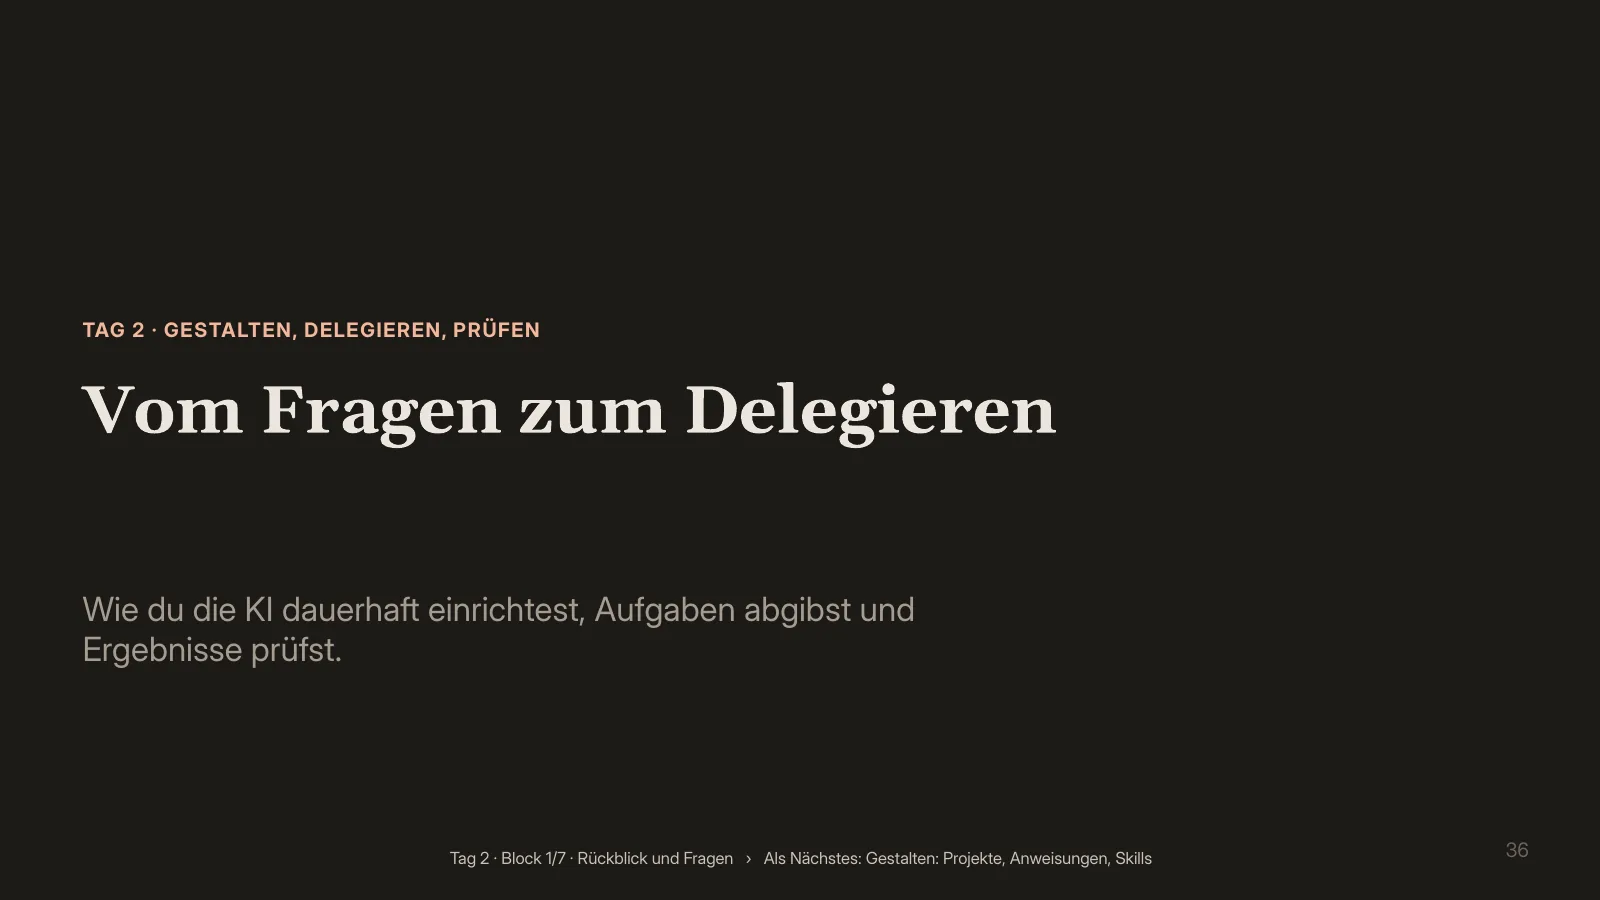 TAG 2 · GESTALTEN, DELEGIEREN, PRÜFEN
Vom Fragen zum Delegieren
Wie du die KI dauerhaft einrichtest, Aufgaben abgibst und
Ergebnisse prüfst.
Tag 2 · Block 1/7 · Rückblick und Fragen › Als Nächstes: Gestalten: Projekte, Anweisungen, Skills
36